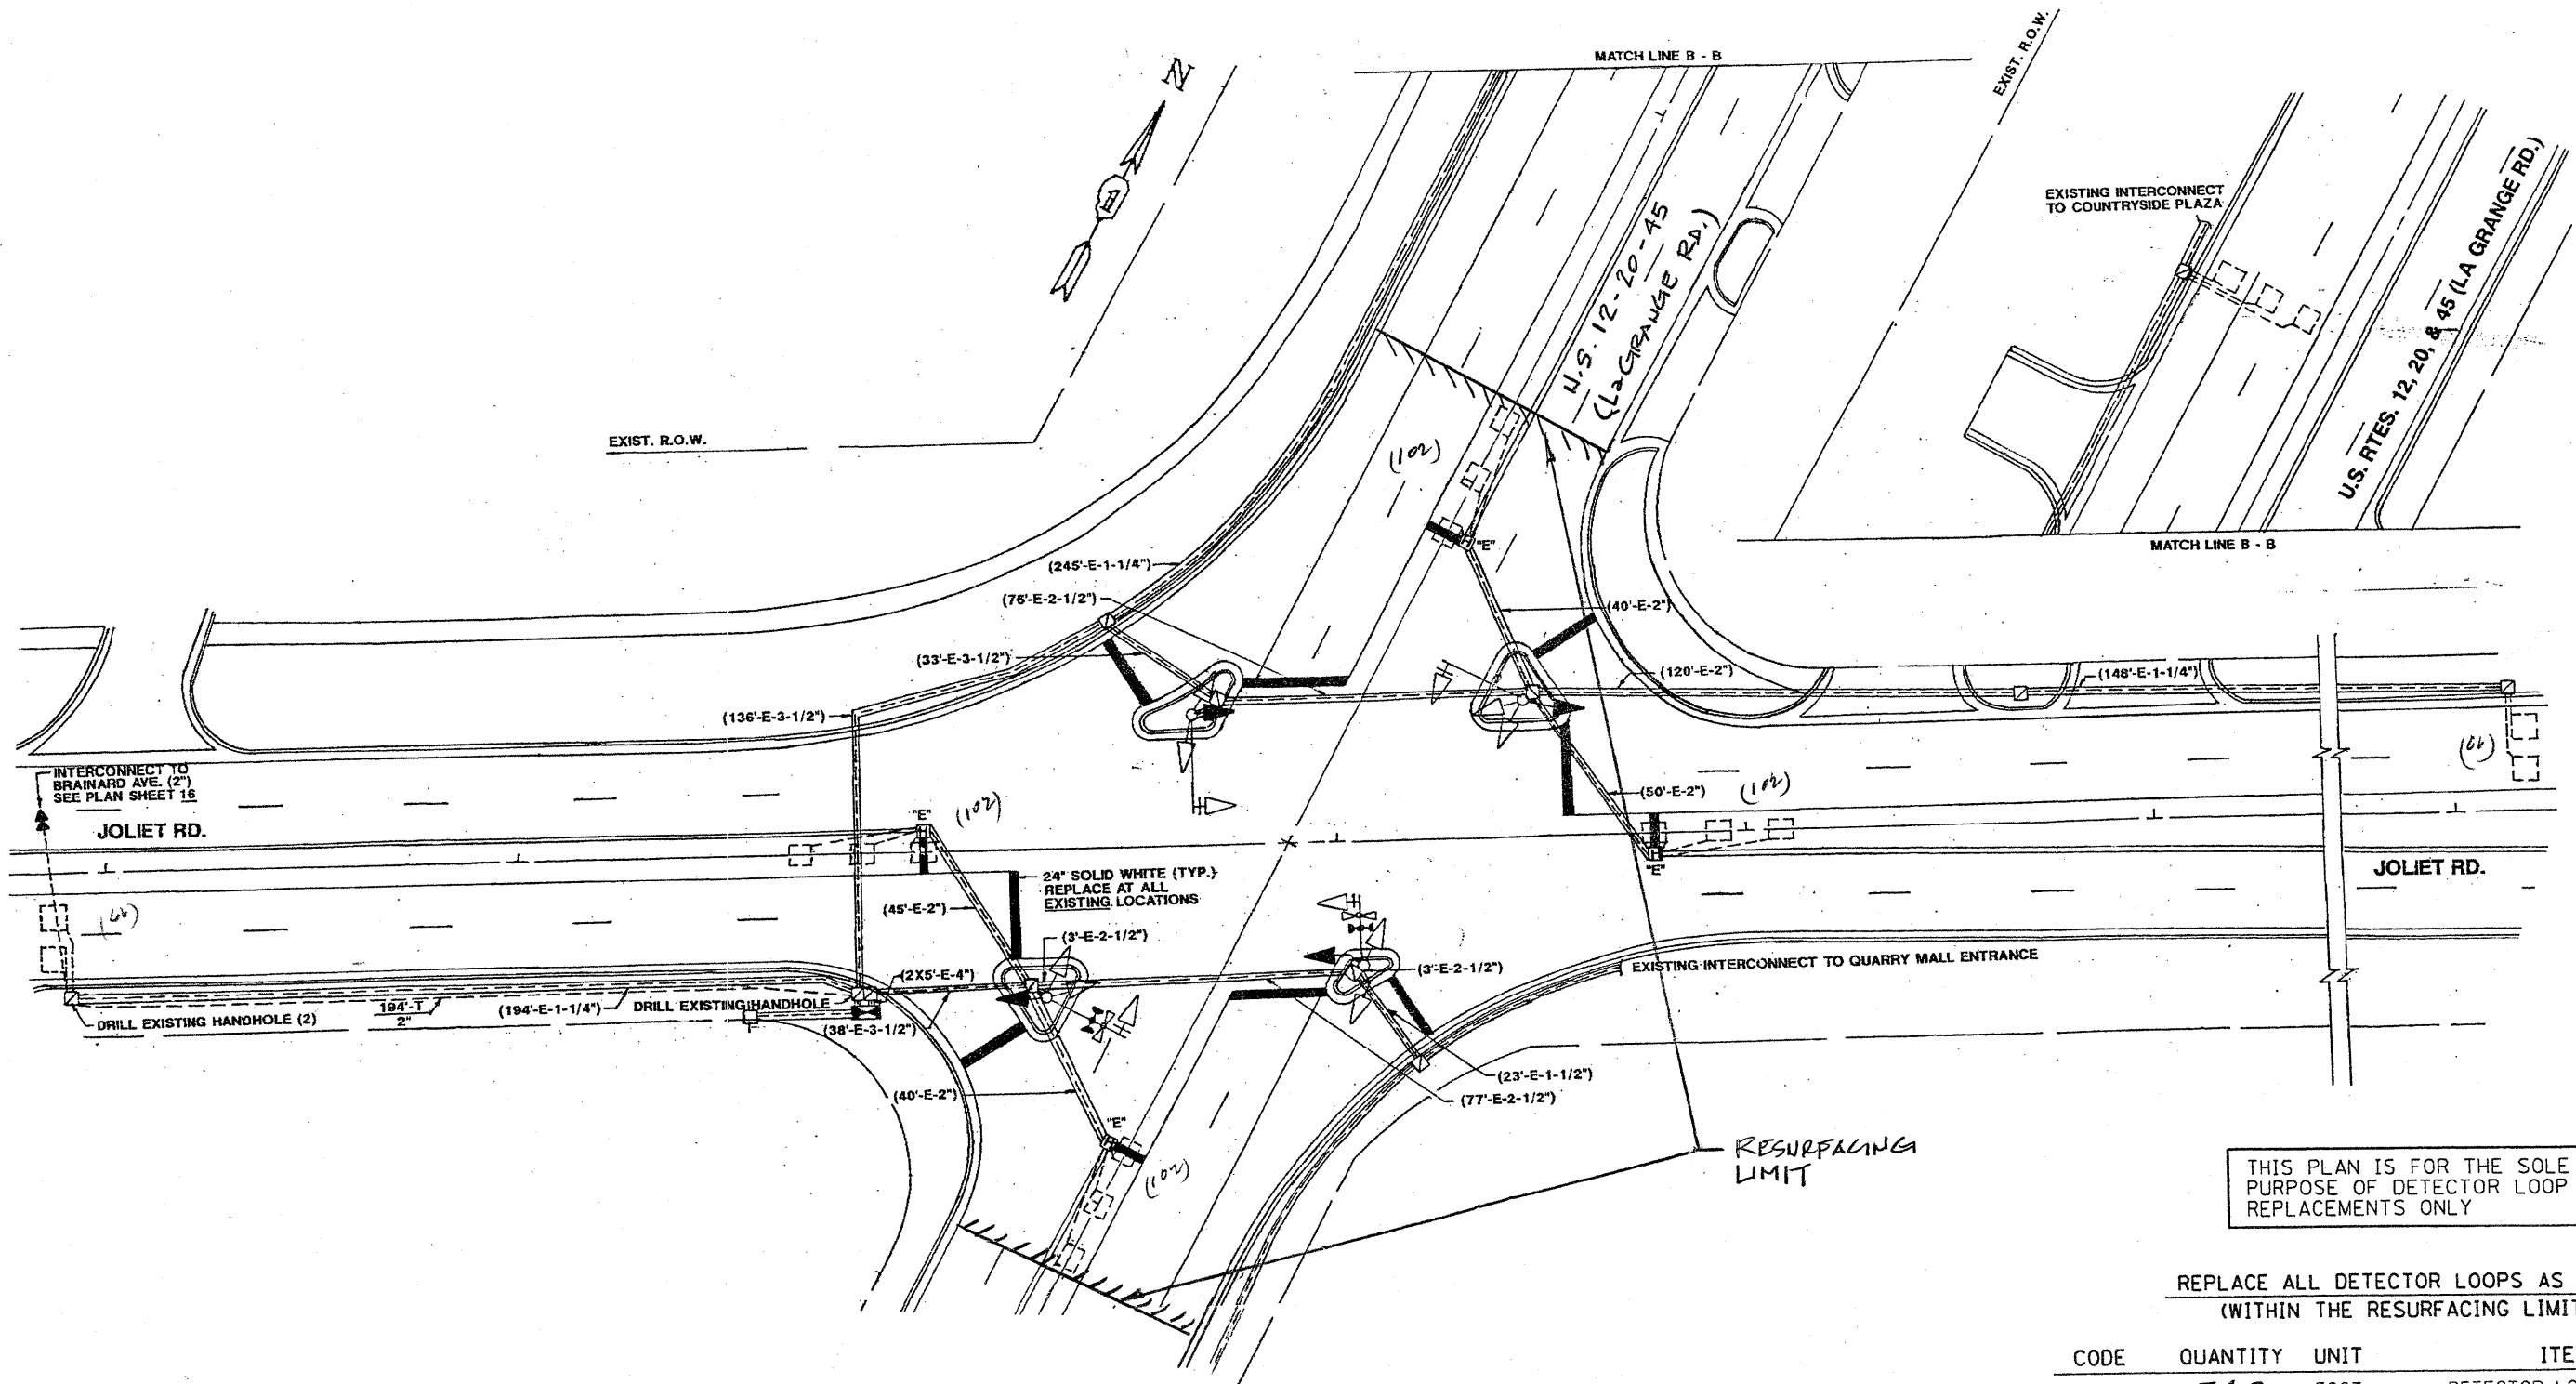 MATCH LINE B - B
EXIST. R.O.W.
N
EXISTING INTERCONNECT
TO COUNTRYSIDE PLAZA
U.S. RTES. 12, 20, & 45 (LA GRANGE RD.)
U.S. 12-20-45
(LaGRANGE RD.)
EXIST. R.O.W.
(102)
"E"
MATCH LINE B - B
(245'-E-1-1/4")
(76'-E-2-1/2")
(40'-E-2")
(33'-E-3-1/2")
(120'-E-2")
(148'-E-1-1/4")
(136'-E-3-1/2")
(66)
INTERCONNECT TO
BRAINARD AVE. (2")
SEE PLAN SHEET 16
(50'-E-2")
(102)
JOLIET RD.
"E"
(102)
"E"
JOLIET RD.
24" SOLID WHITE (TYP.)
REPLACE AT ALL
EXISTING LOCATIONS
(45'-E-2")
(66)
(3'-E-2-1/2")
(2X5'-E-4")
(3'-E-2-1/2")
EXISTING INTERCONNECT TO QUARRY MALL ENTRANCE
194'-T
2"
(194'-E-1-1/4")
DRILL EXISTING HANDHOLE
DRILL EXISTING HANDHOLE (2)
(38'-E-3-1/2")
(23'-E-1-1/2")
(40'-E-2")
(77'-E-2-1/2")
"E"
(102)
RESURFACING
LIMIT
THIS PLAN IS FOR THE SOLE
PURPOSE OF DETECTOR LOOP
REPLACEMENTS ONLY
REPLACE ALL DETECTOR LOOPS AS
(WITHIN THE RESURFACING LIMIT
CODE QUANTITY UNIT ITE